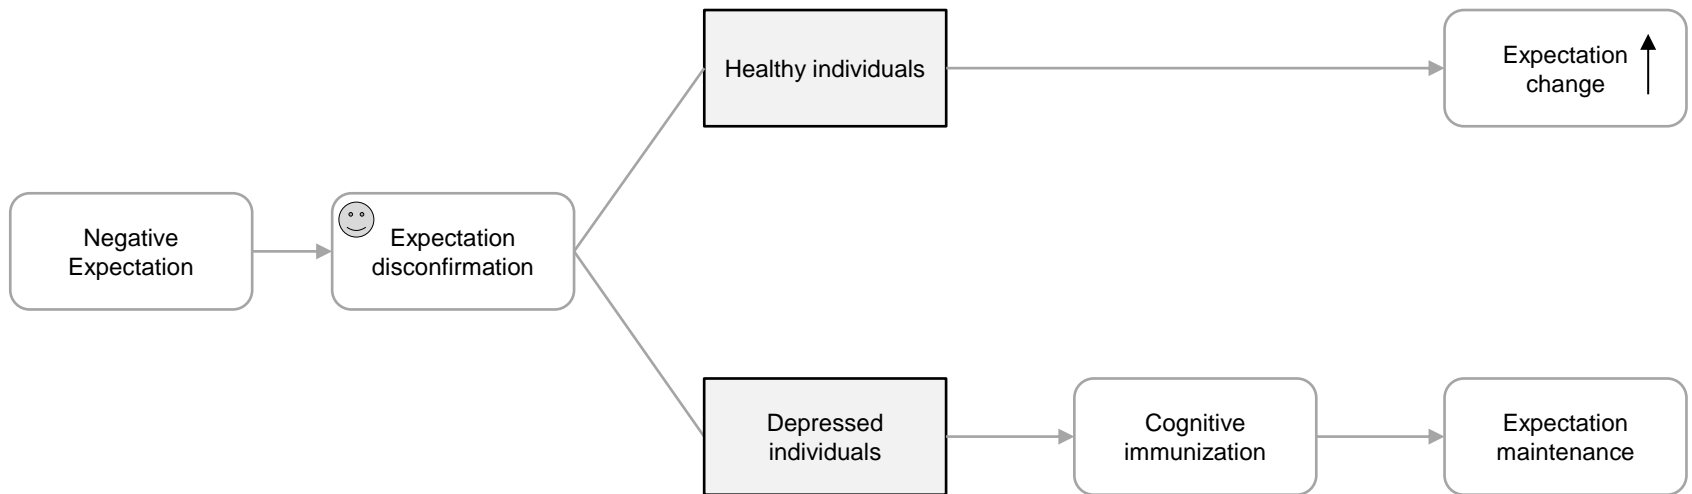 Negative
Expectation
Expectation
disconfirmation
Healthy individuals
Expectation
change
Depressed
individuals
Cognitive
immunization
Expectation
maintenance